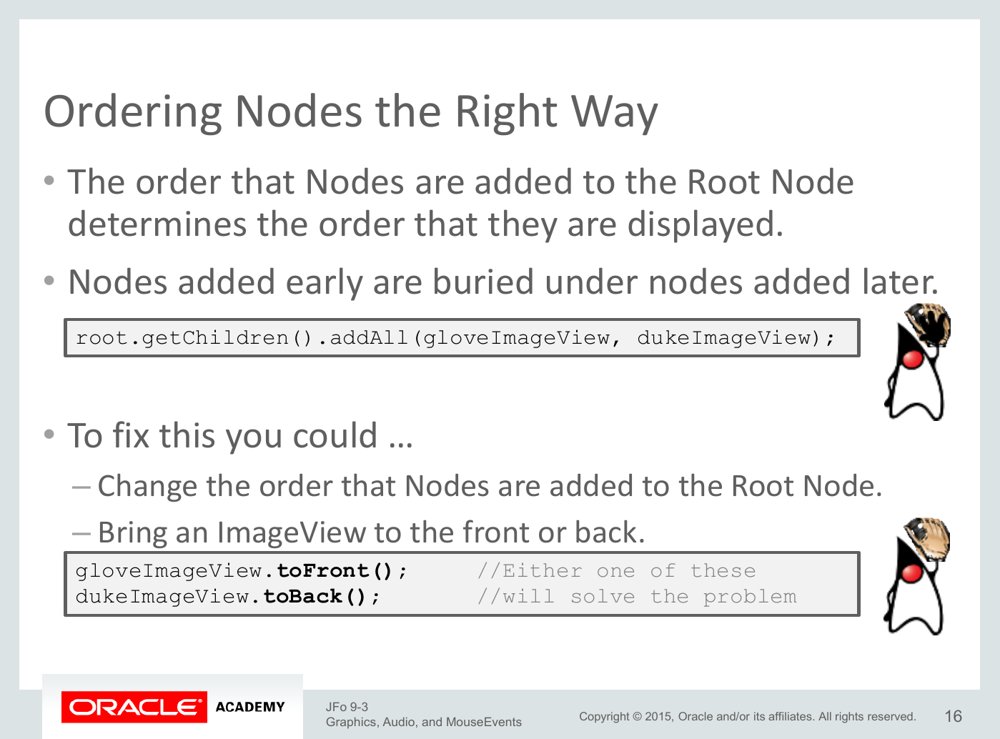 Ordering Nodes the Right Way
• The order that Nodes are added to the Root Node
determines the order that they are displayed.
• Nodes added early are buried under nodes added later.
root.getChildren().addAll(gloveImageView, dukeImageView);
• To fix this you could …
– Change the order that Nodes are added to the Root Node.
– Bring an ImageView to the front or back.
gloveImageView.toFront();     //Either one of these
dukeImageView.toBack();       //will solve the problem
ORACLE® ACADEMY
JFo 9-3
Graphics, Audio, and MouseEvents
Copyright © 2015, Oracle and/or its affiliates. All rights reserved.
16